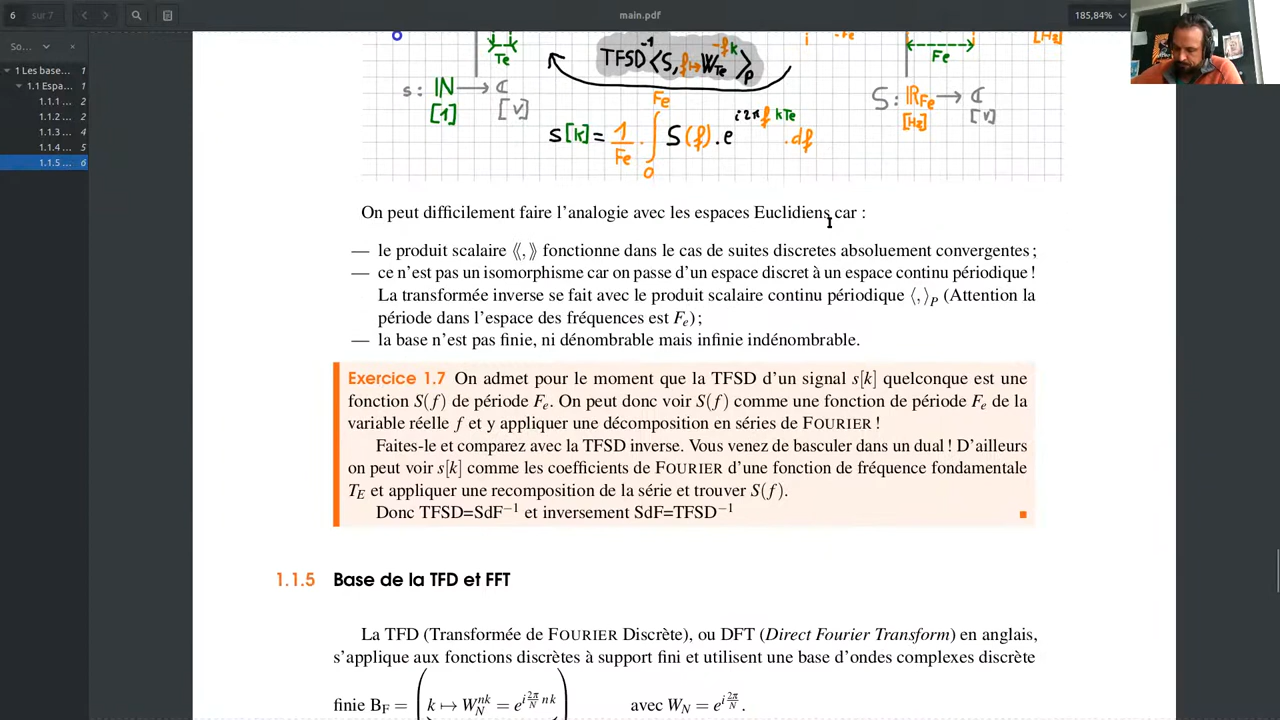 6 sur 7 main.pdf 185,84%
So...
1 Les base... 1
1.1 Espa... 1
1.1.1 ... 2
1.1.2 ... 2
1.1.3 ... 4
1.1.4 ... 5
1.1.5 ... 6
Te
TFSD⁻¹⟨S, f↦W_Te^-fk⟩_P
i -Fe
Fe
[Hz]
s : ℕ → ℂ
[1] [V]
S : ℝ_Fe → ℂ
[Hz] [V]
s[k] = 1/Fe · ∫₀^Fe S(f) . e^i2πf kTe . df
On peut difficilement faire l'analogie avec les espaces Euclidiens car :
— le produit scalaire ⟪,⟫ fonctionne dans le cas de suites discretes absoluement convergentes ;
— ce n'est pas un isomorphisme car on passe d'un espace discret à un espace continu périodique !
La transformée inverse se fait avec le produit scalaire continu périodique ⟨,⟩_P (Attention la
période dans l'espace des fréquences est F_e) ;
— la base n'est pas finie, ni dénombrable mais infinie indénombrable.
Exercice 1.7 On admet pour le moment que la TFSD d'un signal s[k] quelconque est une
fonction S(f) de période F_e. On peut donc voir S(f) comme une fonction de période F_e de la
variable réelle f et y appliquer une décomposition en séries de FOURIER !
Faites-le et comparez avec la TFSD inverse. Vous venez de basculer dans un dual ! D'ailleurs
on peut voir s[k] comme les coefficients de FOURIER d'une fonction de fréquence fondamentale
T_E et appliquer une recomposition de la série et trouver S(f).
Donc TFSD=SdF⁻¹ et inversement SdF=TFSD⁻¹
1.1.5 Base de la TFD et FFT
La TFD (Transformée de FOURIER Discrète), ou DFT (Direct Fourier Transform) en anglais,
s'applique aux fonctions discrètes à support fini et utilisent une base d'ondes complexes discrète
finie B_F = ( k ↦ W_N^nk = e^i 2π/N nk ) avec W_N = e^i 2π/N.